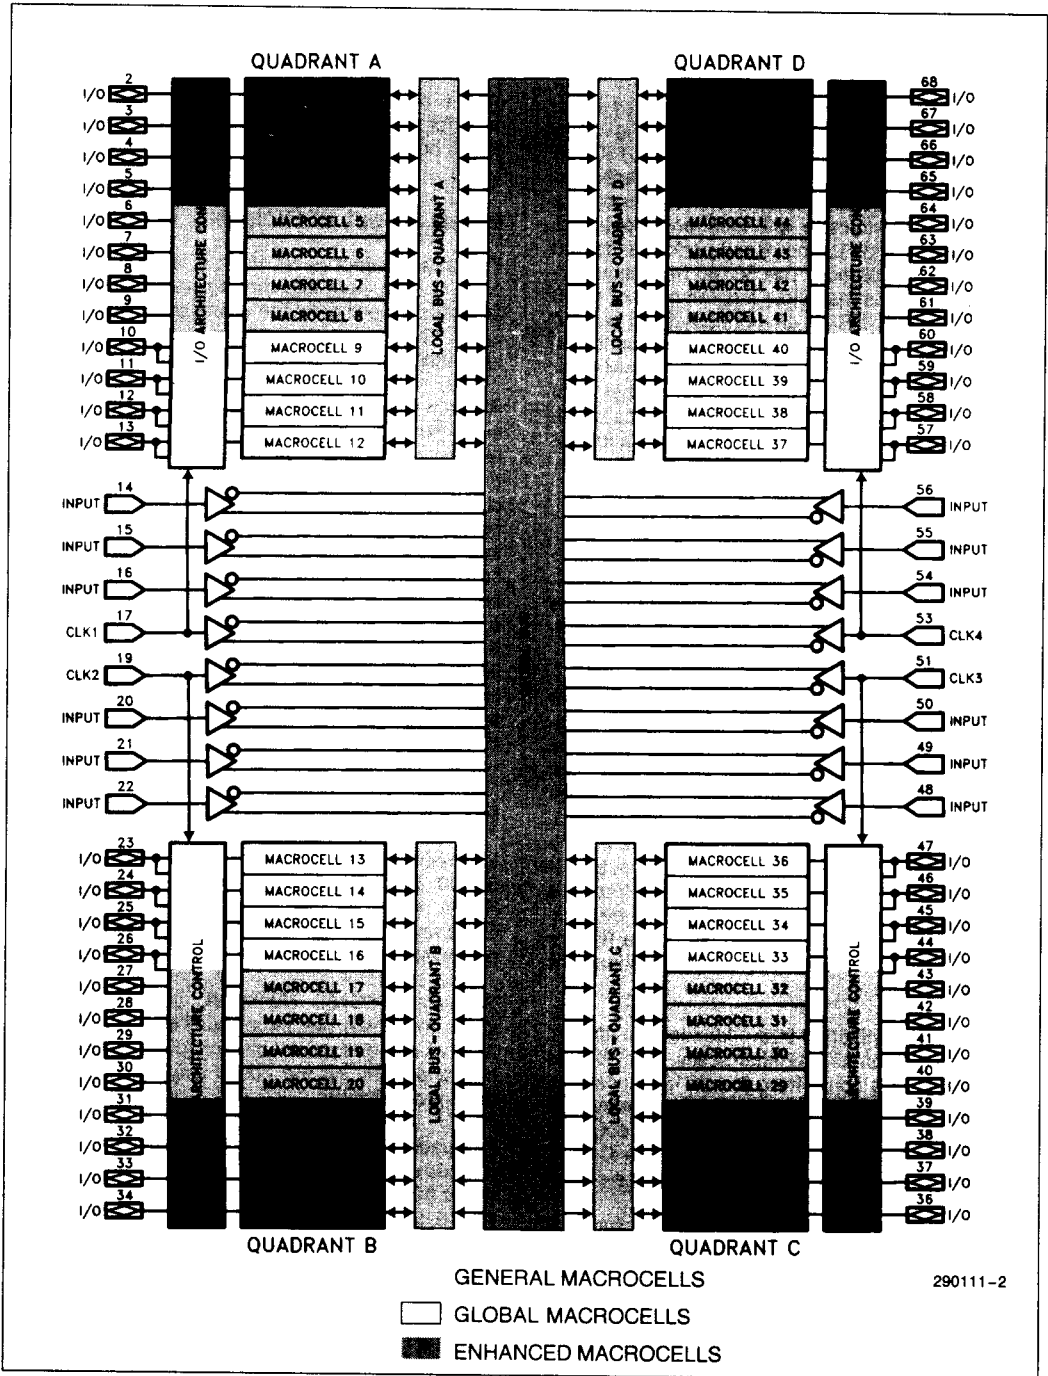 QUADRANT A QUADRANT D
2 68
I/O I/O
3 67
I/O I/O
4 66
I/O I/O
5 65
I/O I/O
6 64
I/O MACROCELL 5 MACROCELL 44 I/O
7 63
I/O MACROCELL 6 MACROCELL 43 I/O
8 62
I/O MACROCELL 7 MACROCELL 42 I/O
9 61
I/O MACROCELL 8 MACROCELL 41 I/O
10 60
I/O MACROCELL 9 MACROCELL 40 I/O
11 59
I/O MACROCELL 10 MACROCELL 39 I/O
12 58
I/O MACROCELL 11 MACROCELL 38 I/O
13 57
I/O MACROCELL 12 MACROCELL 37 I/O
I/O ARCHITECTURE CON
LOCAL BUS - QUADRANT A
LOCAL BUS - QUADRANT D
I/O ARCHITECTURE CON
14 56
INPUT INPUT
15 55
INPUT INPUT
16 54
INPUT INPUT
17 53
CLK1 CLK4
19 51
CLK2 CLK3
20 50
INPUT INPUT
21 49
INPUT INPUT
22 48
INPUT INPUT
23 47
I/O MACROCELL 13 MACROCELL 36 I/O
24 46
I/O MACROCELL 14 MACROCELL 35 I/O
25 45
I/O MACROCELL 15 MACROCELL 34 I/O
26 44
I/O MACROCELL 16 MACROCELL 33 I/O
27 43
I/O MACROCELL 17 MACROCELL 32 I/O
28 42
I/O MACROCELL 18 MACROCELL 31 I/O
29 41
I/O MACROCELL 19 MACROCELL 30 I/O
30 40
I/O MACROCELL 20 MACROCELL 29 I/O
31 39
I/O I/O
32 38
I/O I/O
33 37
I/O I/O
34 36
I/O I/O
ARCHITECTURE CONTROL
LOCAL BUS - QUADRANT B
LOCAL BUS - QUADRANT C
ARCHITECTURE CONTROL
QUADRANT B QUADRANT C
GENERAL MACROCELLS
290111-2
GLOBAL MACROCELLS
ENHANCED MACROCELLS